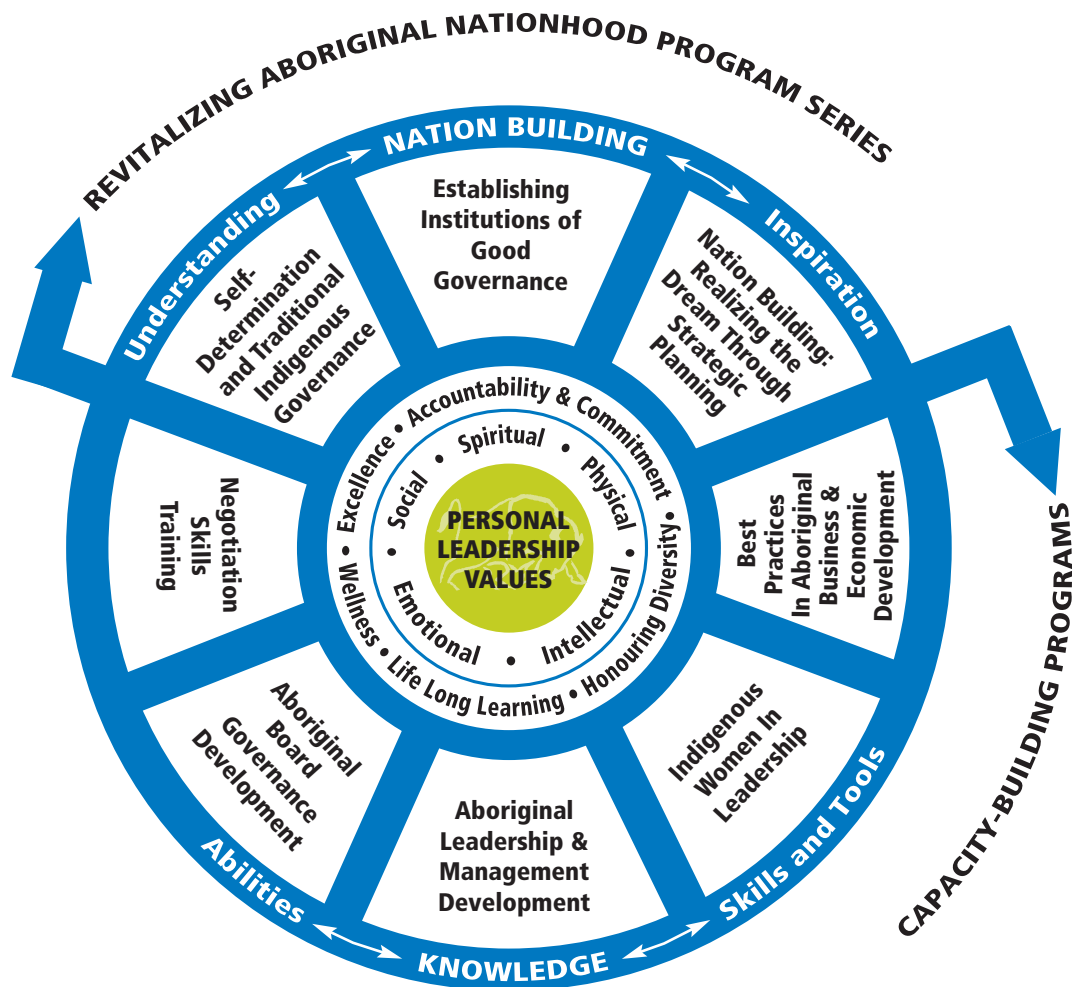 REVITALIZING ABORIGINAL NATIONHOOD PROGRAM SERIES
Understanding
NATION BUILDING
Inspiration
Self-
Determination
and Traditional
Indigenous
Governance
Establishing
Institutions of
Good
Governance
Nation Building:
Realizing the
Dream Through
Strategic
Planning
Negotiation
Skills
Training
Excellence • Accountability & Commitment • Honouring Diversity • Life Long Learning • Wellness •
Social • Spiritual • Physical • Intellectual • Emotional •
PERSONAL
LEADERSHIP
VALUES
Best
Practices
In Aboriginal
Business &
Economic
Development
Aboriginal
Board
Governance
Development
Aboriginal
Leadership &
Management
Development
Indigenous
Women In
Leadership
Abilities
KNOWLEDGE
Skills and Tools
CAPACITY-BUILDING PROGRAMS